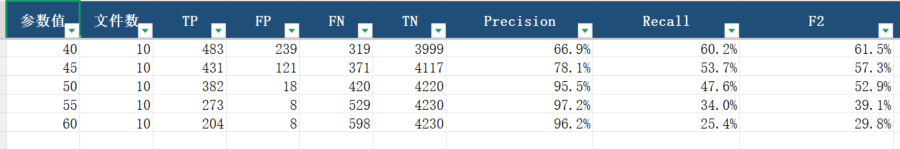 参数值 文件数 TP FP FN TN Precision Recall F2
40 10 483 239 319 3999 66.9% 60.2% 61.5%
45 10 431 121 371 4117 78.1% 53.7% 57.3%
50 10 382 18 420 4220 95.5% 47.6% 52.9%
55 10 273 8 529 4230 97.2% 34.0% 39.1%
60 10 204 8 598 4230 96.2% 25.4% 29.8%